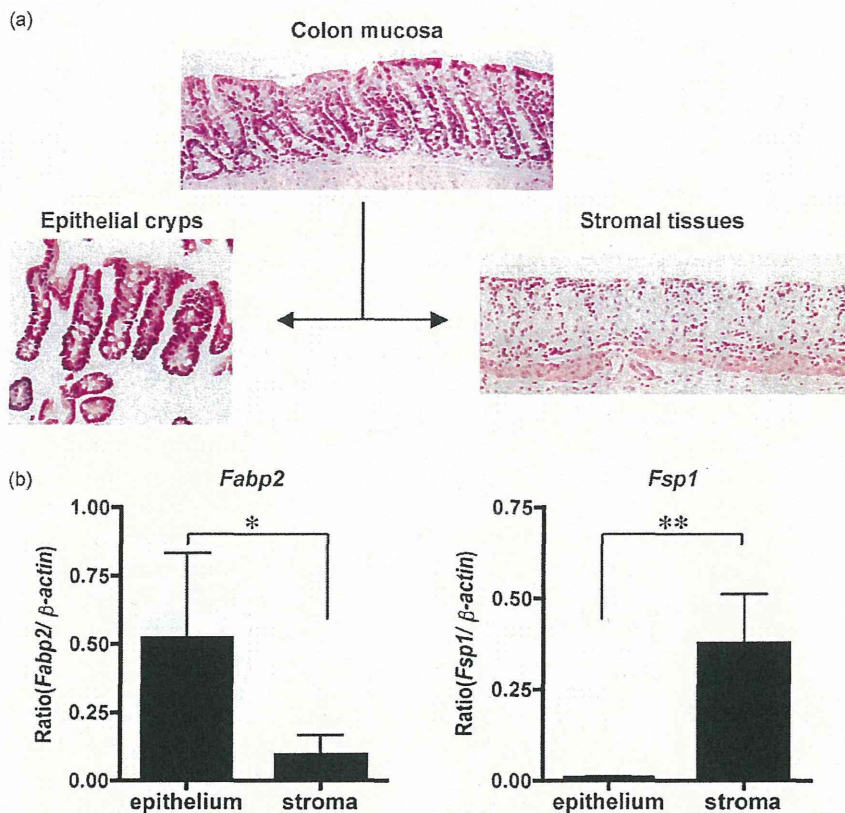 (a)
Colon mucosa
Epithelial cryps
Stromal tissues
(b)
Fabp2
Ratio(Fabp2/ β-actin)
1.00
0.75
0.50
0.25
0.00
*
epithelium
stroma
Fsp1
Ratio(Fsp1/ β-actin)
0.75
0.50
0.25
0.00
**
epithelium
stroma